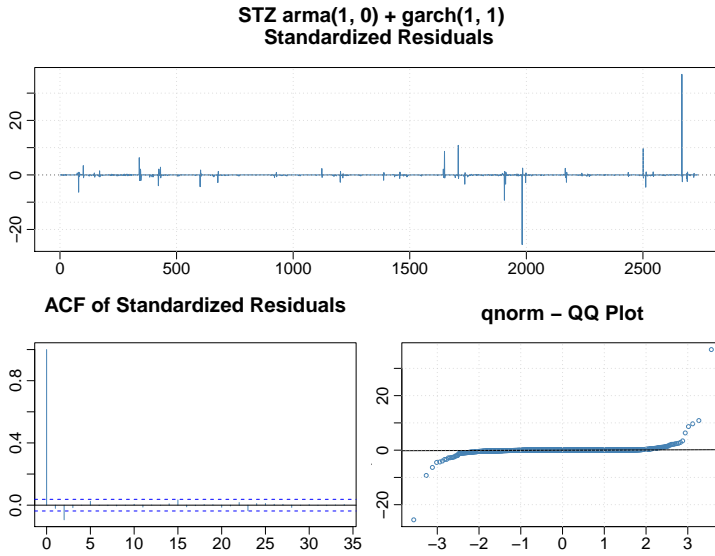 STZ arma(1, 0) + garch(1, 1)
Standardized Residuals
20
0
−20
0 500 1000 1500 2000 2500
ACF of Standardized Residuals
0.8
0.4
0.0
0 5 10 15 20 25 30 35
qnorm − QQ Plot
20
0
−20
−3 −2 −1 0 1 2 3